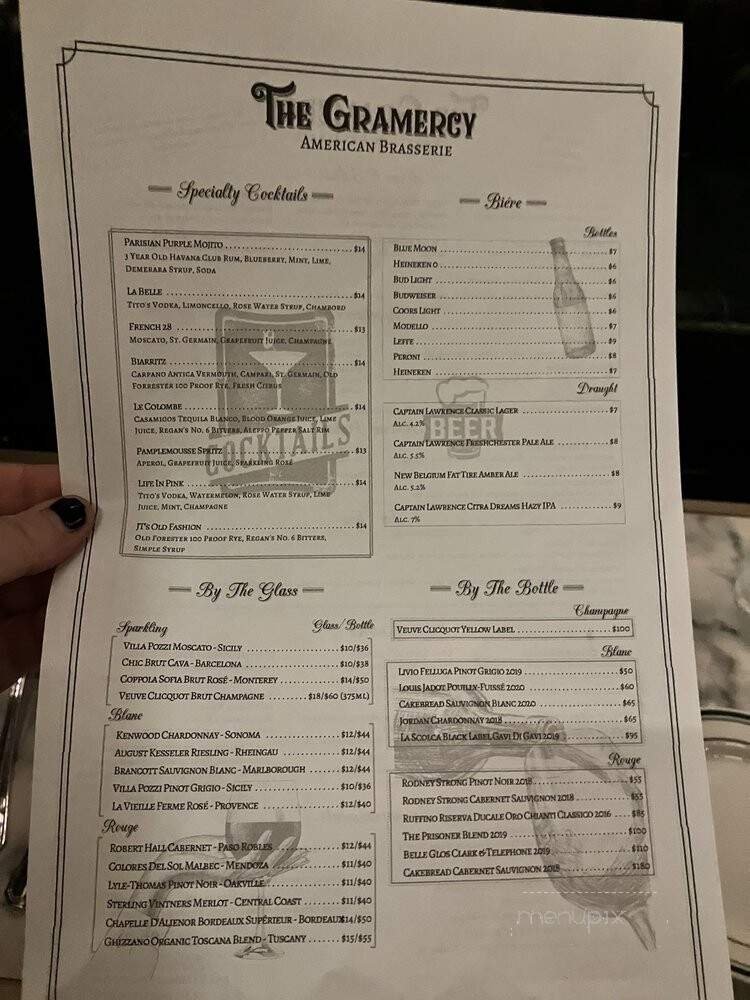 The Gramercy
American Brasserie
Specialty Cocktails
Parisian Purple Mojito $14
3 Year Old Havana Club Rum, Blueberry, Mint, Lime,
Demerara Syrup, Soda
La Belle $14
Tito's Vodka, Limoncello, Rose Water Syrup, Chambord
French 28 $13
Moscato, St. Germain, Grapefruit Juice, Champagne
Biarritz $14
Carpano Antica Vermouth, Campari, St. Germain, Old
Forrester 100 Proof Rye, Fresh Citrus
Le Colombe $14
Casamigos Tequila Blanco, Blood Orange Juice, Lime
Juice, Regan's No. 6 Bitters, Aleppo Pepper Salt Rim
Pamplemousse Spritz $13
Aperol, Grapefruit Juice, Sparkling Rosé
Life In Pink $14
Tito's Vodka, Watermelon, Rose Water Syrup, Lime
Juice, Mint, Champagne
JT's Old Fashion $14
Old Forester 100 Proof Rye, Regan's No. 6 Bitters,
Simple Syrup
COCKTAILS
Biére
Bottles
Blue Moon $7
Heineken 0 $6
Bud Light $6
Budweiser $6
Coors Light $6
Modello $7
Leffe $9
Peroni $8
Heineken $7
Draught
Captain Lawrence Classic Lager $7
Alc. 4.2%
Captain Lawrence Freshchester Pale Ale $8
Alc. 5.5%
New Belgium Fat Tire Amber Ale $8
Alc. 5.2%
Captain Lawrence Citra Dreams Hazy IPA $9
Alc. 7%
BEER
By The Glass
Sparkling Glass/Bottle
Villa Pozzi Moscato - Sicily $10/$36
Chic Brut Cava - Barcelona $10/$38
Coppola Sofia Brut Rosé - Monterey $14/$50
Veuve Clicquot Brut Champagne $18/$60 (375ml)
Blanc
Kenwood Chardonnay - Sonoma $12/$44
August Kesseler Riesling - Rheingau $12/$44
Brancott Sauvignon Blanc - Marlborough $12/$44
Villa Pozzi Pinot Grigio - Sicily $10/$36
La Vieille Ferme Rosé - Provence $12/$40
Rouge
Robert Hall Cabernet - Paso Robles $12/$44
Colores Del Sol Malbec - Mendoza $11/$40
Lyle-Thomas Pinot Noir - Oakville $11/$40
Sterling Vintners Merlot - Central Coast $11/$40
Chapelle D'Alienor Bordeaux Supérieur - Bordeaux $14/$50
Ghizzano Organic Toscana Blend - Tuscany $15/$55
By The Bottle
Champagne
Veuve Clicquot Yellow Label $100
Blanc
Livio Felluga Pinot Grigio 2019 $50
Louis Jadot Pouilly-Fuissé 2020 $60
Cakebread Sauvignon Blanc 2020 $65
Jordan Chardonnay 2018 $65
La Scolca Black Label Gavi Di Gavi 2019 $95
Rouge
Rodney Strong Pinot Noir 2018 $55
Rodney Strong Cabernet Sauvignon 2018 $55
Ruffino Riserva Ducale Oro Chianti Classico 2016 $85
The Prisoner Blend 2019 $100
Belle Glos Clark & Telephone 2019 $110
Cakebread Cabernet Sauvignon 2018 $180
menupix